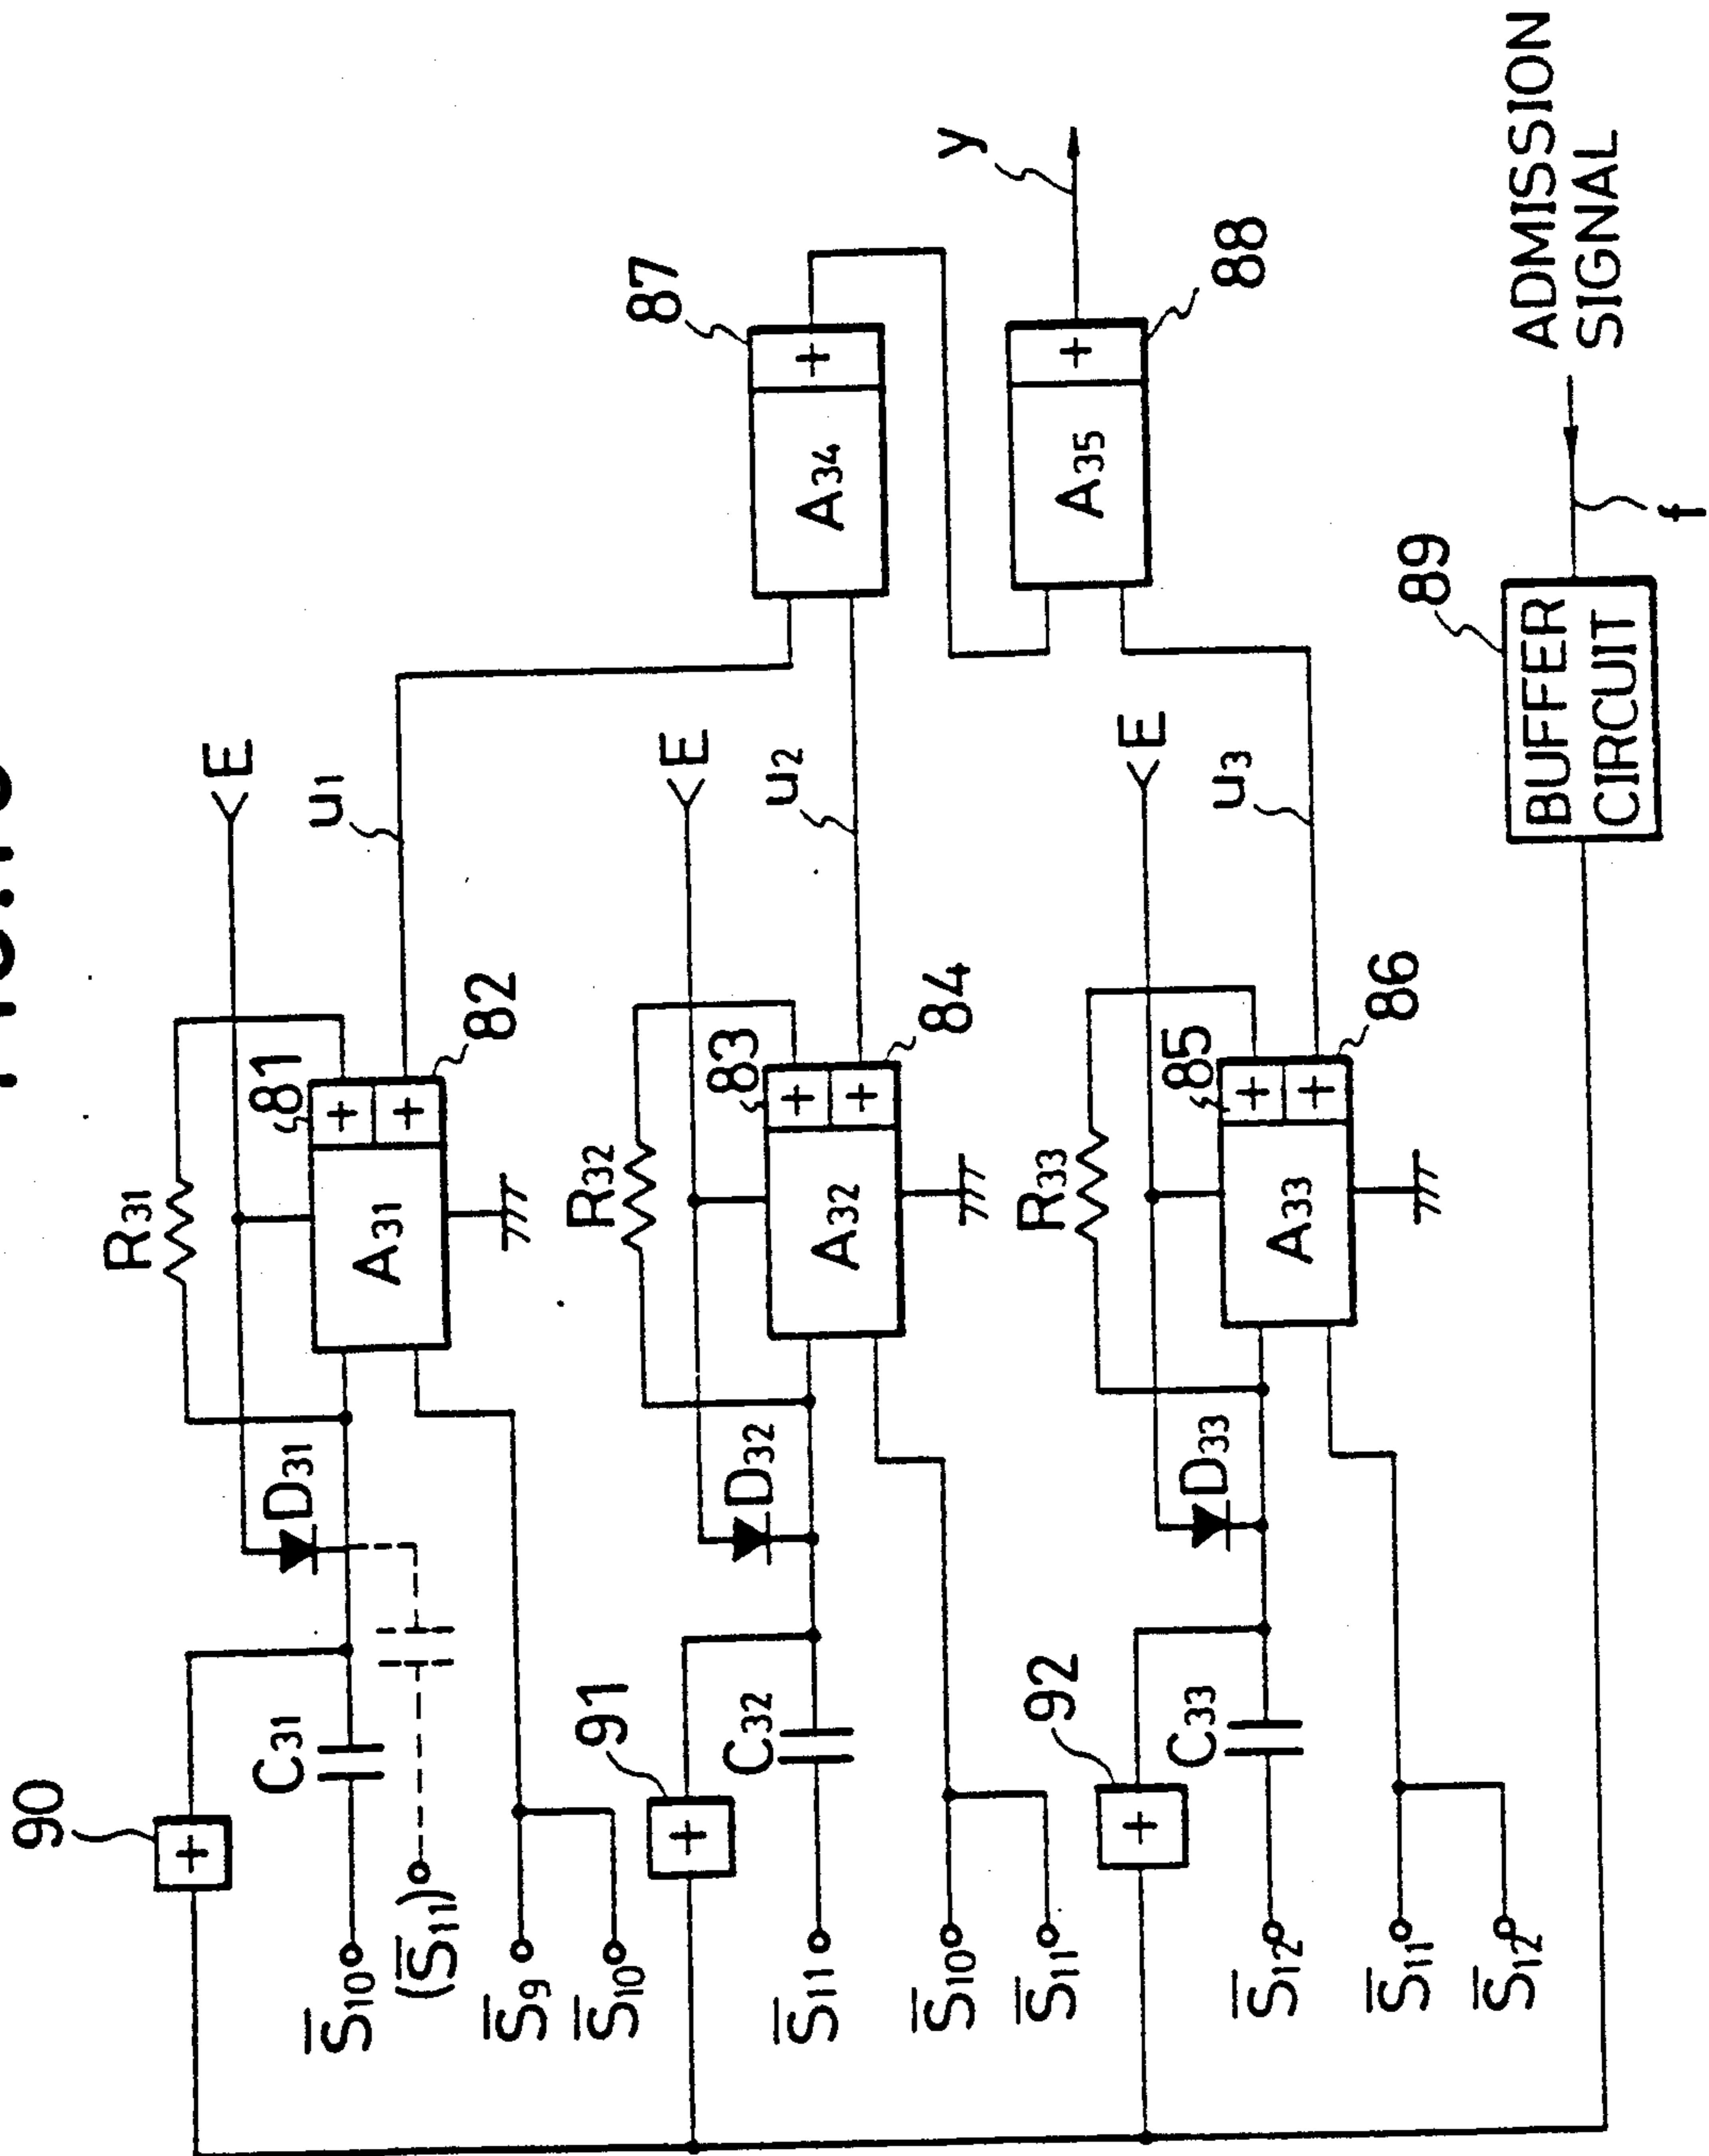 90
R₃₁
<E
81
u₁
D₃₁
C₃₁
A₃₁
+
+
+
82
S̅₁₀
(S̅₁₁)
S̅₉
S̅₁₀
91
R₃₂
<E
83
u₂
87
D₃₂
C₃₂
A₃₂
+
+
+
84
A₃₄
+
y
S̅₁₁
S̅₁₀
S̅₁₁
92
R₃₃
<E
85
u₃
D₃₃
C₃₃
A₃₃
+
+
+
86
A₃₅
+
88
S̅₁₂
S̅₁₁
S̅₁₂
89
BUFFER
CIRCUIT
f
ADMISSION
SIGNAL